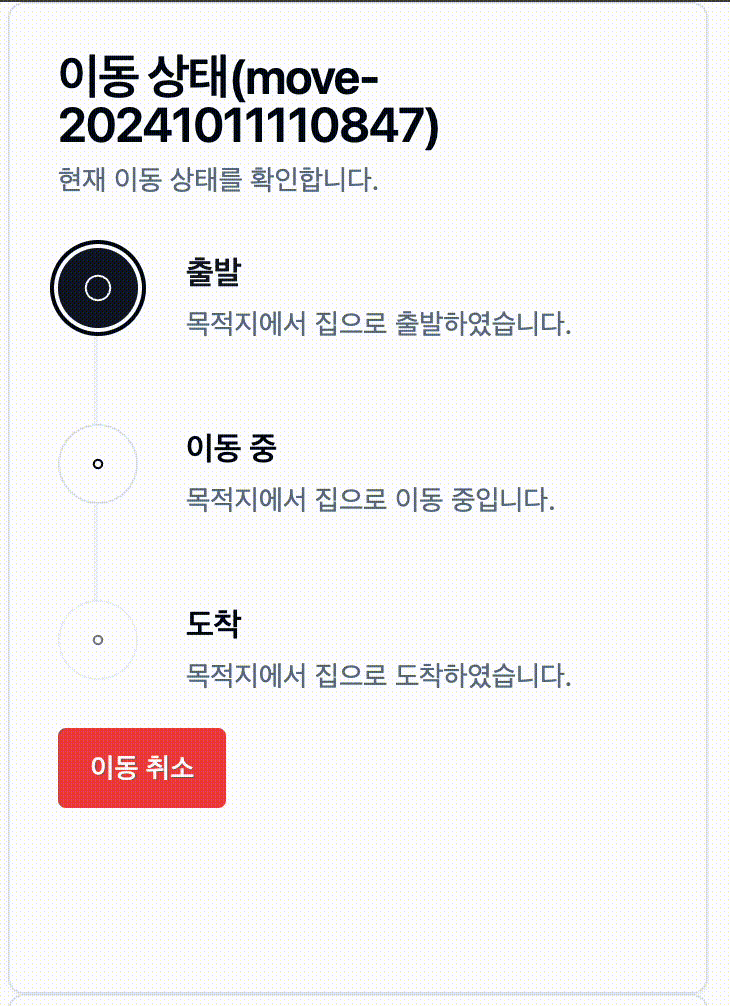 이동 상태(move-
20241011110847)
현재 이동 상태를 확인합니다.
출발
목적지에서 집으로 출발하였습니다.
이동 중
목적지에서 집으로 이동 중입니다.
도착
목적지에서 집으로 도착하였습니다.
이동 취소